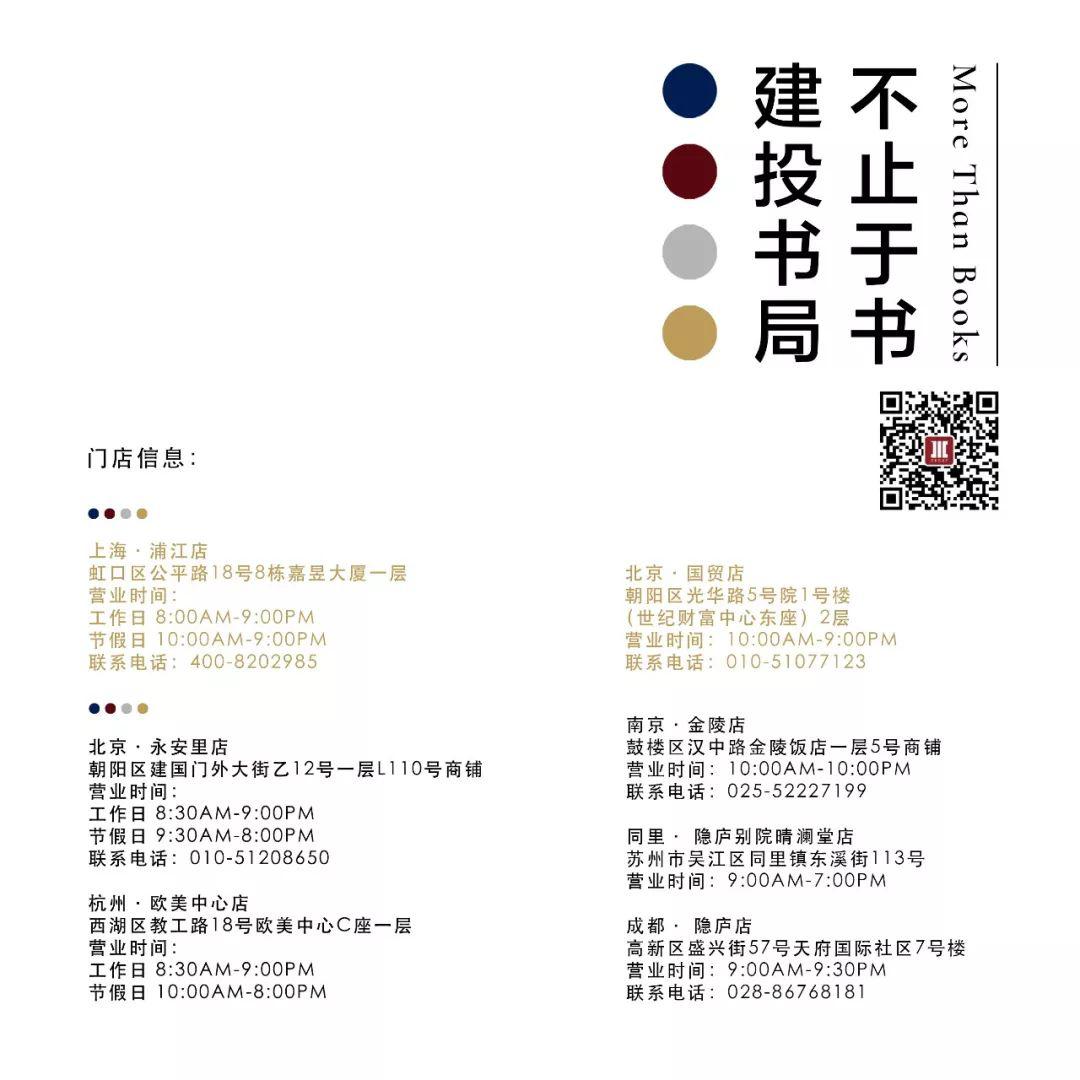 不止于书
建投书局
More Than Books
门店信息：
上海·浦江店
虹口区公平路18号8栋嘉昱大厦一层
营业时间：
工作日 8:00AM-9:00PM
节假日 10:00AM-9:00PM
联系电话：400-8202985
北京·国贸店
朝阳区光华路5号院1号楼
（世纪财富中心东座）2层
营业时间：10:00AM-9:00PM
联系电话：010-51077123
北京·永安里店
朝阳区建国门外大街乙12号一层L110号商铺
营业时间：
工作日 8:30AM-9:00PM
节假日 9:30AM-8:00PM
联系电话：010-51208650
杭州·欧美中心店
西湖区教工路18号欧美中心C座一层
营业时间：
工作日 8:30AM-9:00PM
节假日 10:00AM-8:00PM
南京·金陵店
鼓楼区汉中路金陵饭店一层5号商铺
营业时间：10:00AM-10:00PM
联系电话：025-52227199
同里· 隐庐别院晴澜堂店
苏州市吴江区同里镇东溪街113号
营业时间：9:00AM-7:00PM
成都· 隐庐店
高新区盛兴街57号天府国际社区7号楼
营业时间：9:00AM-9:30PM
联系电话：028-86768181